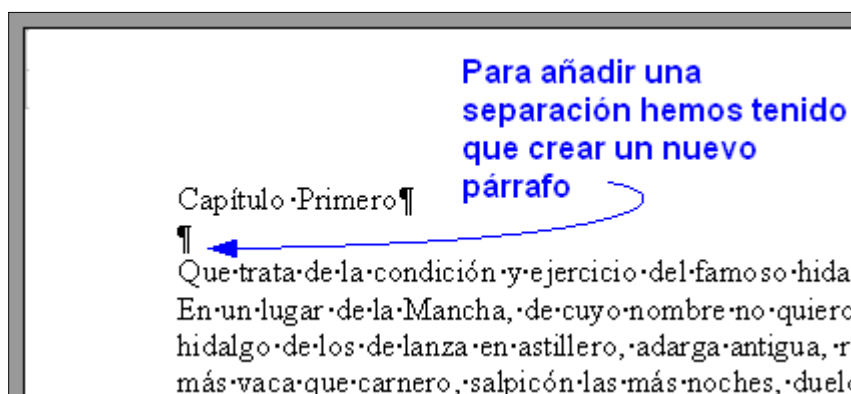 Para añadir una
separación hemos tenido
que crear un nuevo
párrafo
Capítulo·Primero¶
¶
Que·trata·de·la·condición·y·ejercicio·del·famoso·hida
En·un·lugar·de·la·Mancha,·de·cuyo·nombre·no·quiero
hidalgo·de·los·de·lanza·en·astillero,·adarga·antigua,·r
más·vaca·que·carnero,·salpicón·las·más·noches,·duelo